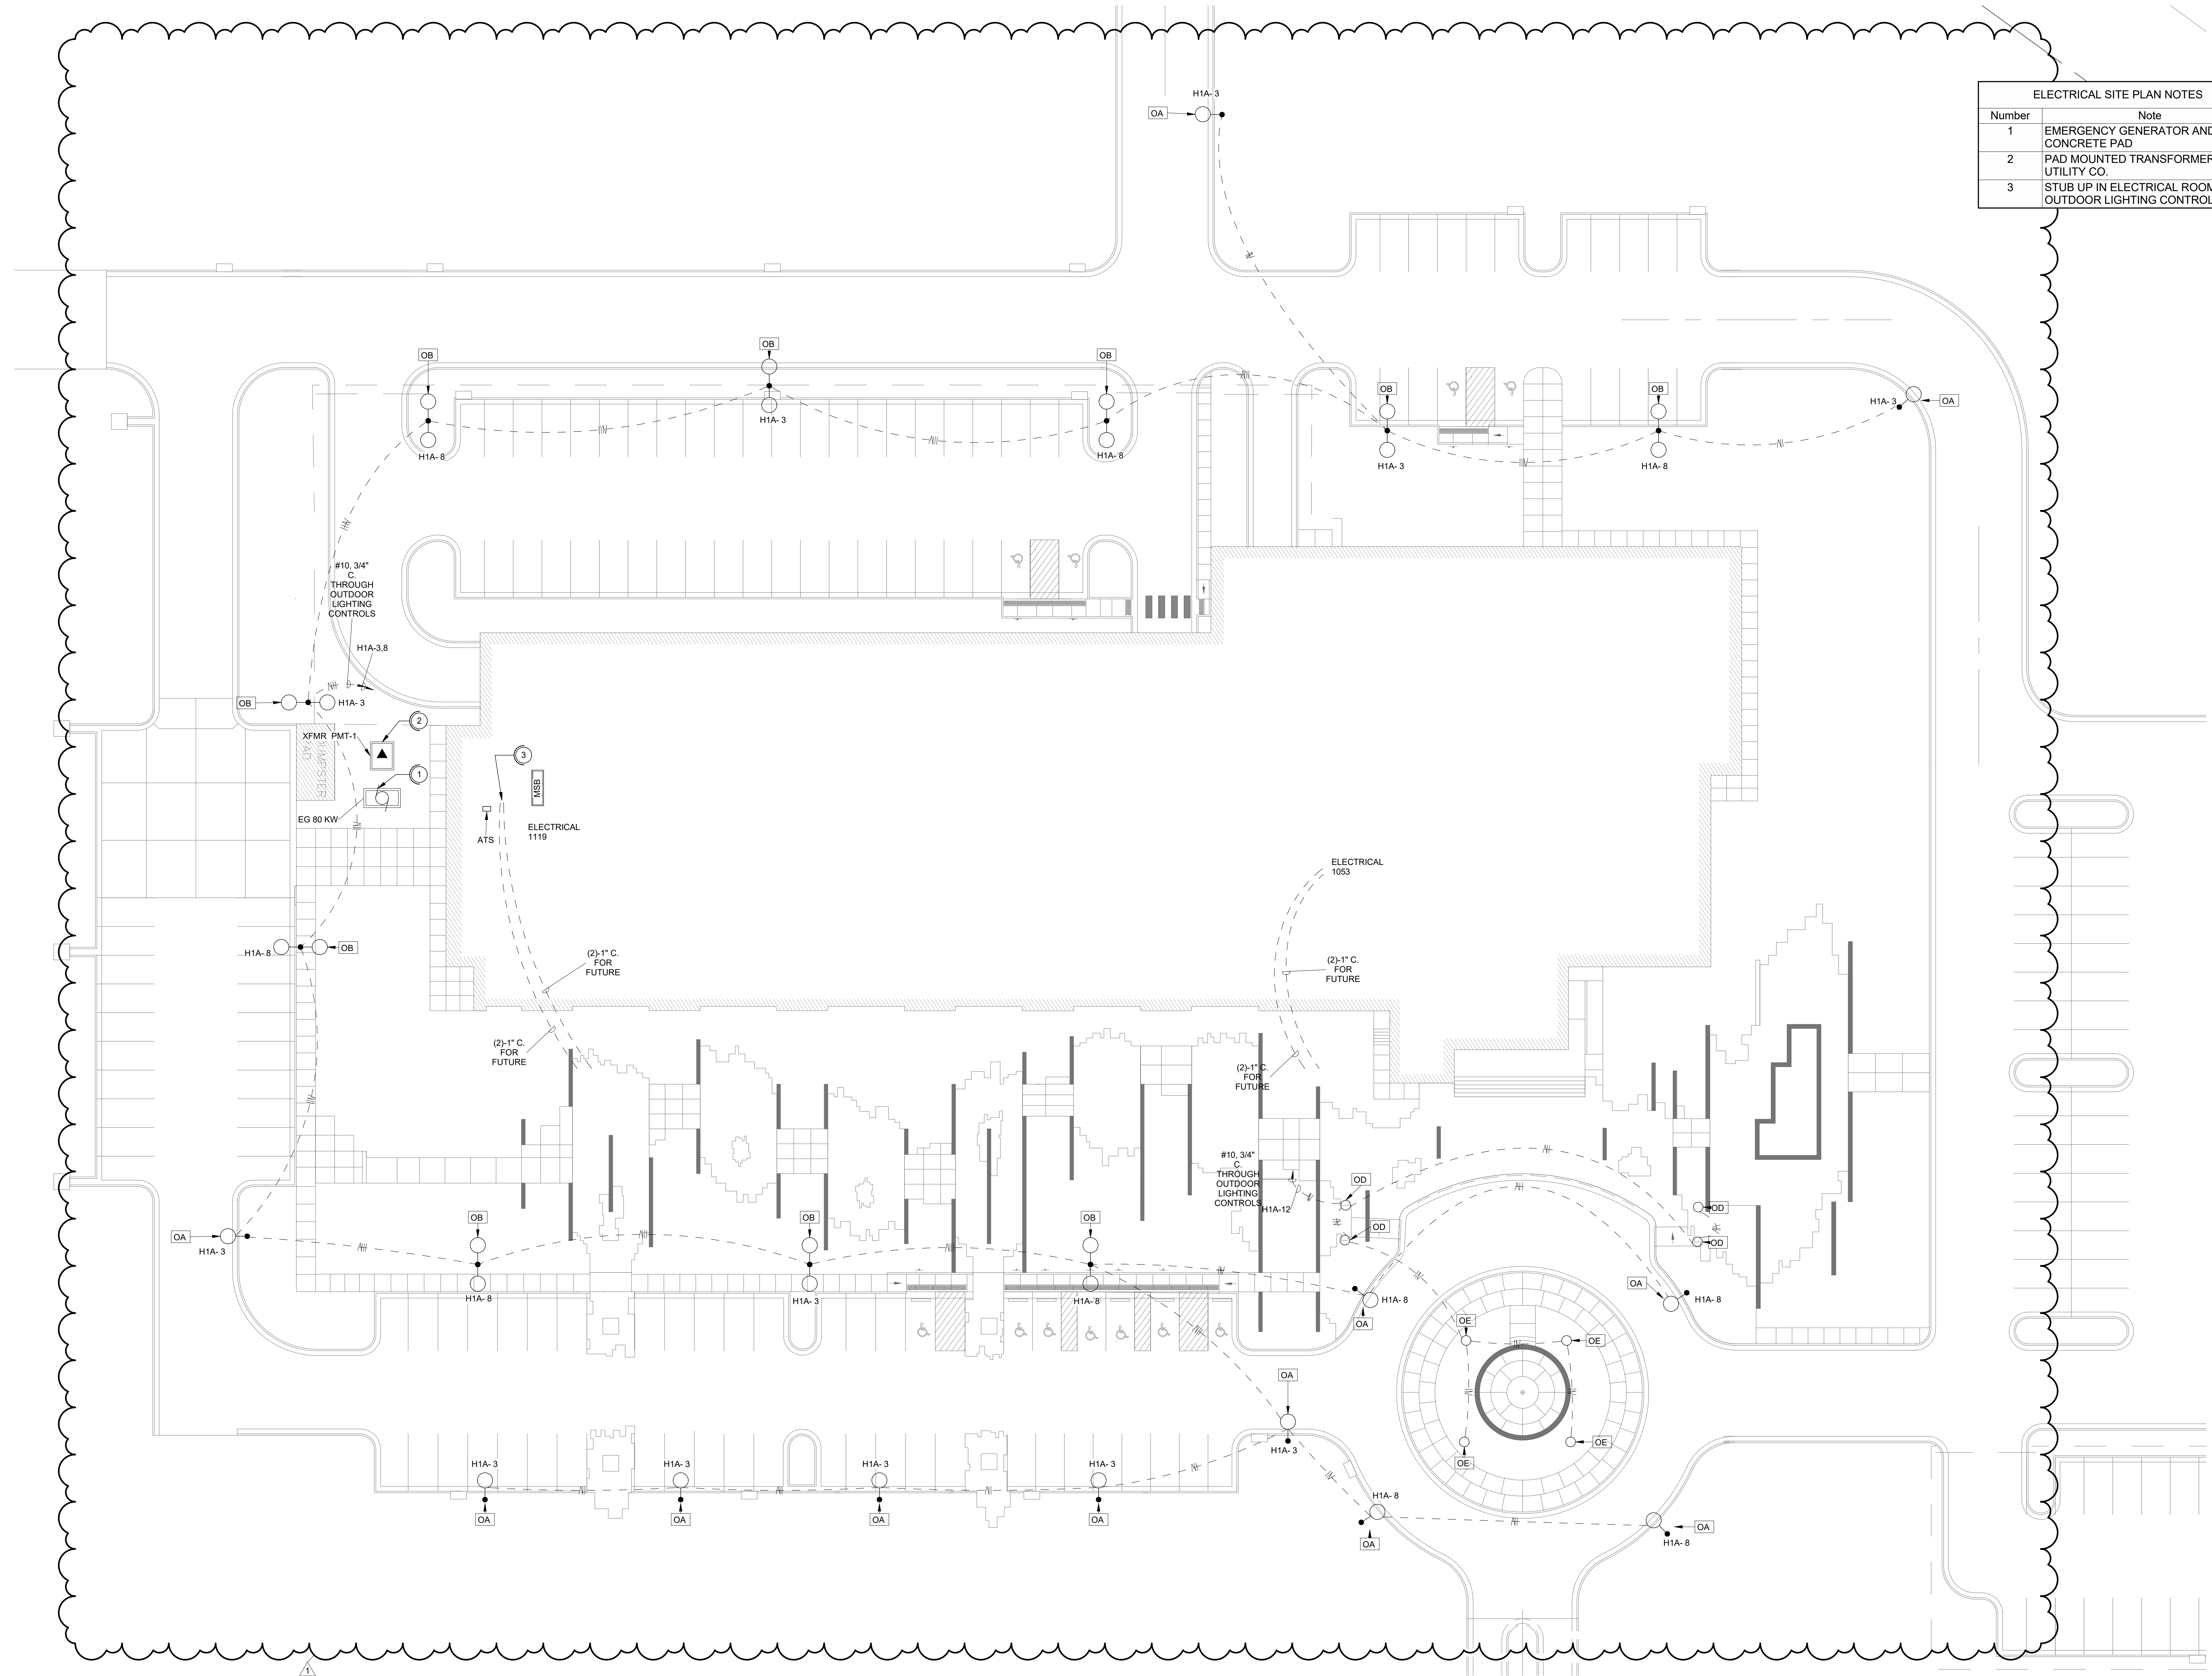 H1A- 3
OA
ELECTRICAL SITE PLAN NOTES
Number Note
1 EMERGENCY GENERATOR AND
CONCRETE PAD
2 PAD MOUNTED TRANSFORMER
UTILITY CO.
3 STUB UP IN ELECTRICAL ROOM
OUTDOOR LIGHTING CONTROL
OB
OB
OB
OB
OB
H1A- 3
OA
H1A- 8
H1A- 3
H1A- 8
H1A- 3
H1A- 8
#10, 3/4"
C.
THROUGH
OUTDOOR
LIGHTING
CONTROLS
H1A-3,8
OB
H1A- 3
2
XFMR PMT-1
DUMPSTER
PAD
1
EG 80 KW
3
MSB
ATS
ELECTRICAL
1119
ELECTRICAL
1053
H1A- 8
OB
(2)-1" C.
FOR
FUTURE
(2)-1" C.
FOR
FUTURE
(2)-1" C.
FOR
FUTURE
(2)-1" C.
FOR
FUTURE
#10, 3/4"
C.
THROUGH
OUTDOOR
LIGHTING
CONTROLS
H1A-12
OD
OD
OD
OD
OA
H1A- 3
OB
H1A- 8
OB
H1A- 3
OB
H1A- 8
H1A- 8
OA
OA
H1A- 8
OE
OE
OE
OE
OA
H1A- 3
H1A- 3
OA
H1A- 3
OA
H1A- 3
OA
H1A- 3
OA
H1A- 8
OA
OA
H1A- 8
1